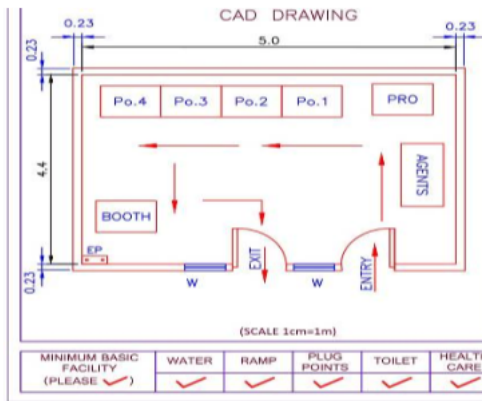 CAD DRAWING
0.23
5.0
0.23
0.23
Po.4
Po.3
Po.2
Po.1
PRO
4.4
AGENTS
BOOTH
EP
EXIT
ENTRY
0.23
W
W
(SCALE 1cm=1m)
MINIMUM BASIC
FACILITY
(PLEASE ✓)
WATER
RAMP
PLUG
POINTS
TOILET
HEALTH
CARE
✓ ✓ ✓ ✓ ✓